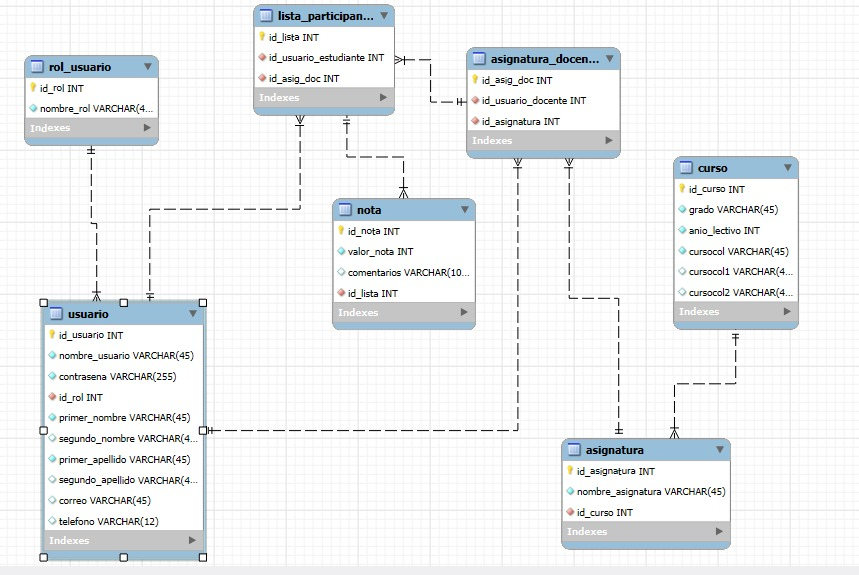 lista_participan...
id_lista INT
id_usuario_estudiante INT
id_asig_doc INT
Indexes
rol_usuario
id_rol INT
nombre_rol VARCHAR(4...
Indexes
asignatura_docen...
id_asig_doc INT
id_usuario_docente INT
id_asignatura INT
Indexes
curso
id_curso INT
grado VARCHAR(45)
anio_lectivo INT
cursocol VARCHAR(45)
cursocol1 VARCHAR(4...
cursocol2 VARCHAR(4...
Indexes
nota
id_nota INT
valor_nota INT
comentarios VARCHAR(10...
id_lista INT
Indexes
usuario
id_usuario INT
nombre_usuario VARCHAR(45)
contrasena VARCHAR(255)
id_rol INT
primer_nombre VARCHAR(45)
segundo_nombre VARCHAR(4...
primer_apellido VARCHAR(45)
segundo_apellido VARCHAR(4...
correo VARCHAR(45)
telefono VARCHAR(12)
Indexes
asignatura
id_asignatura INT
nombre_asignatura VARCHAR(45)
id_curso INT
Indexes